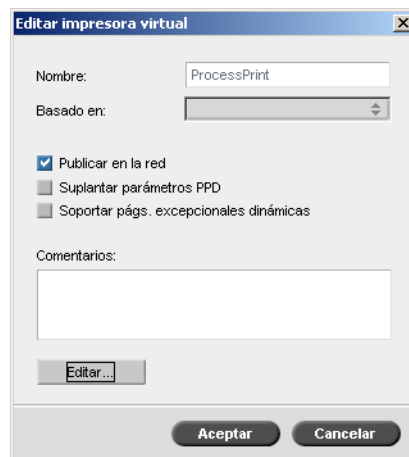 Editar impresora virtual
Nombre: ProcessPrint
Basado en:
Publicar en la red
Suplantar parámetros PPD
Soportar págs. excepcionales dinámicas
Comentarios:
Editar...
Aceptar Cancelar